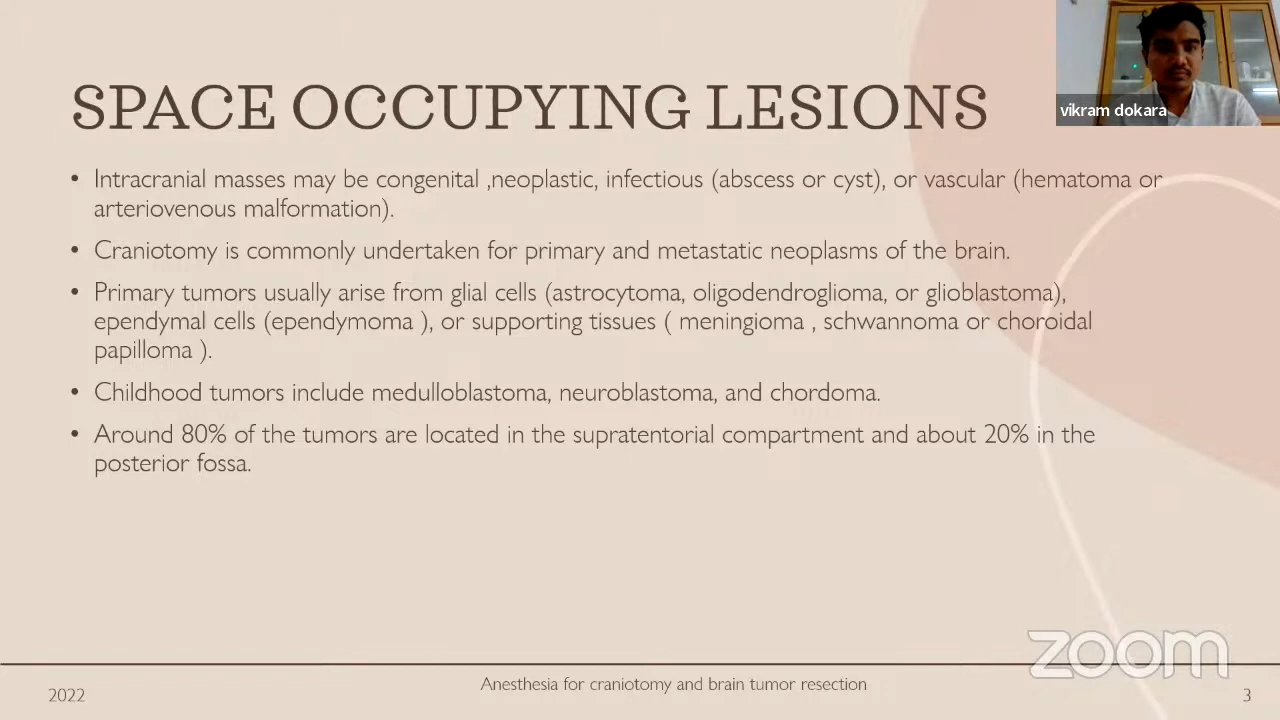 SPACE OCCUPYING LESIONS
vikram dokara
• Intracranial masses may be congenital ,neoplastic, infectious (abscess or cyst), or vascular (hematoma or
arteriovenous malformation).
• Craniotomy is commonly undertaken for primary and metastatic neoplasms of the brain.
• Primary tumors usually arise from glial cells (astrocytoma, oligodendroglioma, or glioblastoma),
ependymal cells (ependymoma ), or supporting tissues ( meningioma , schwannoma or choroidal
papilloma ).
• Childhood tumors include medulloblastoma, neuroblastoma, and chordoma.
• Around 80% of the tumors are located in the supratentorial compartment and about 20% in the
posterior fossa.
zoom
2022
Anesthesia for craniotomy and brain tumor resection
3